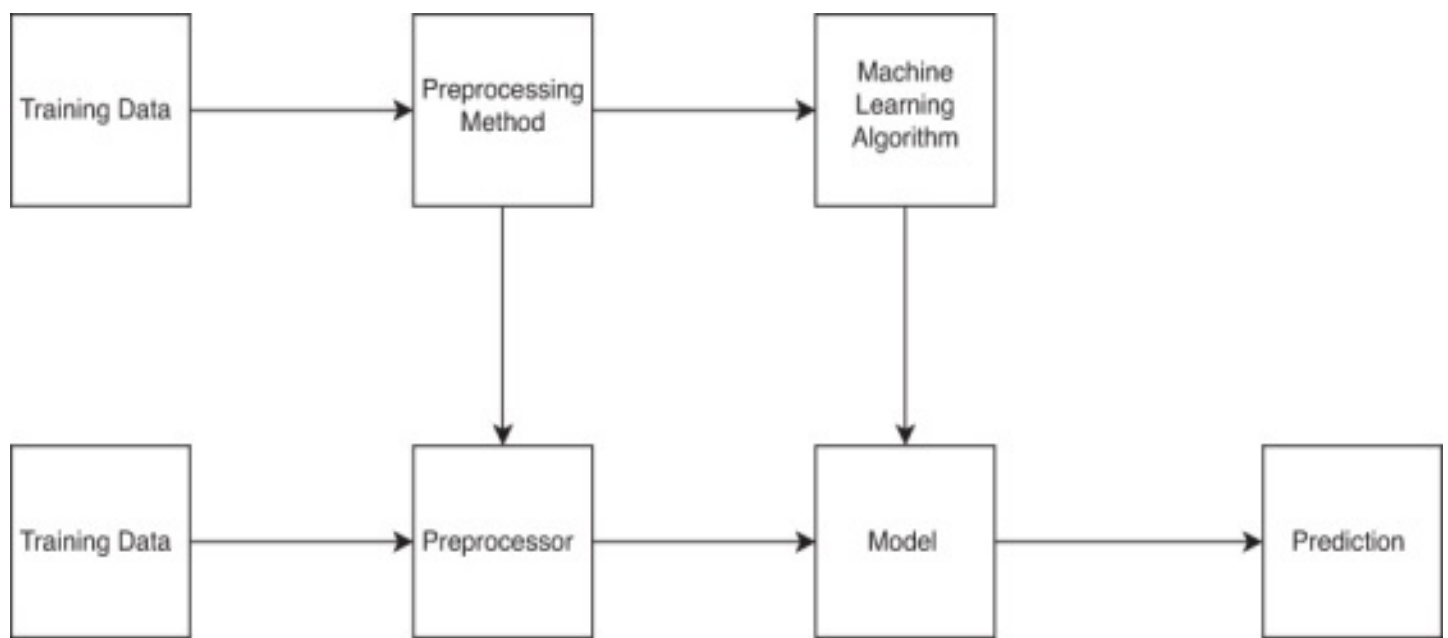 Training Data
Preprocessing
Method
Machine
Learning
Algorithm
Training Data
Preprocessor
Model
Prediction